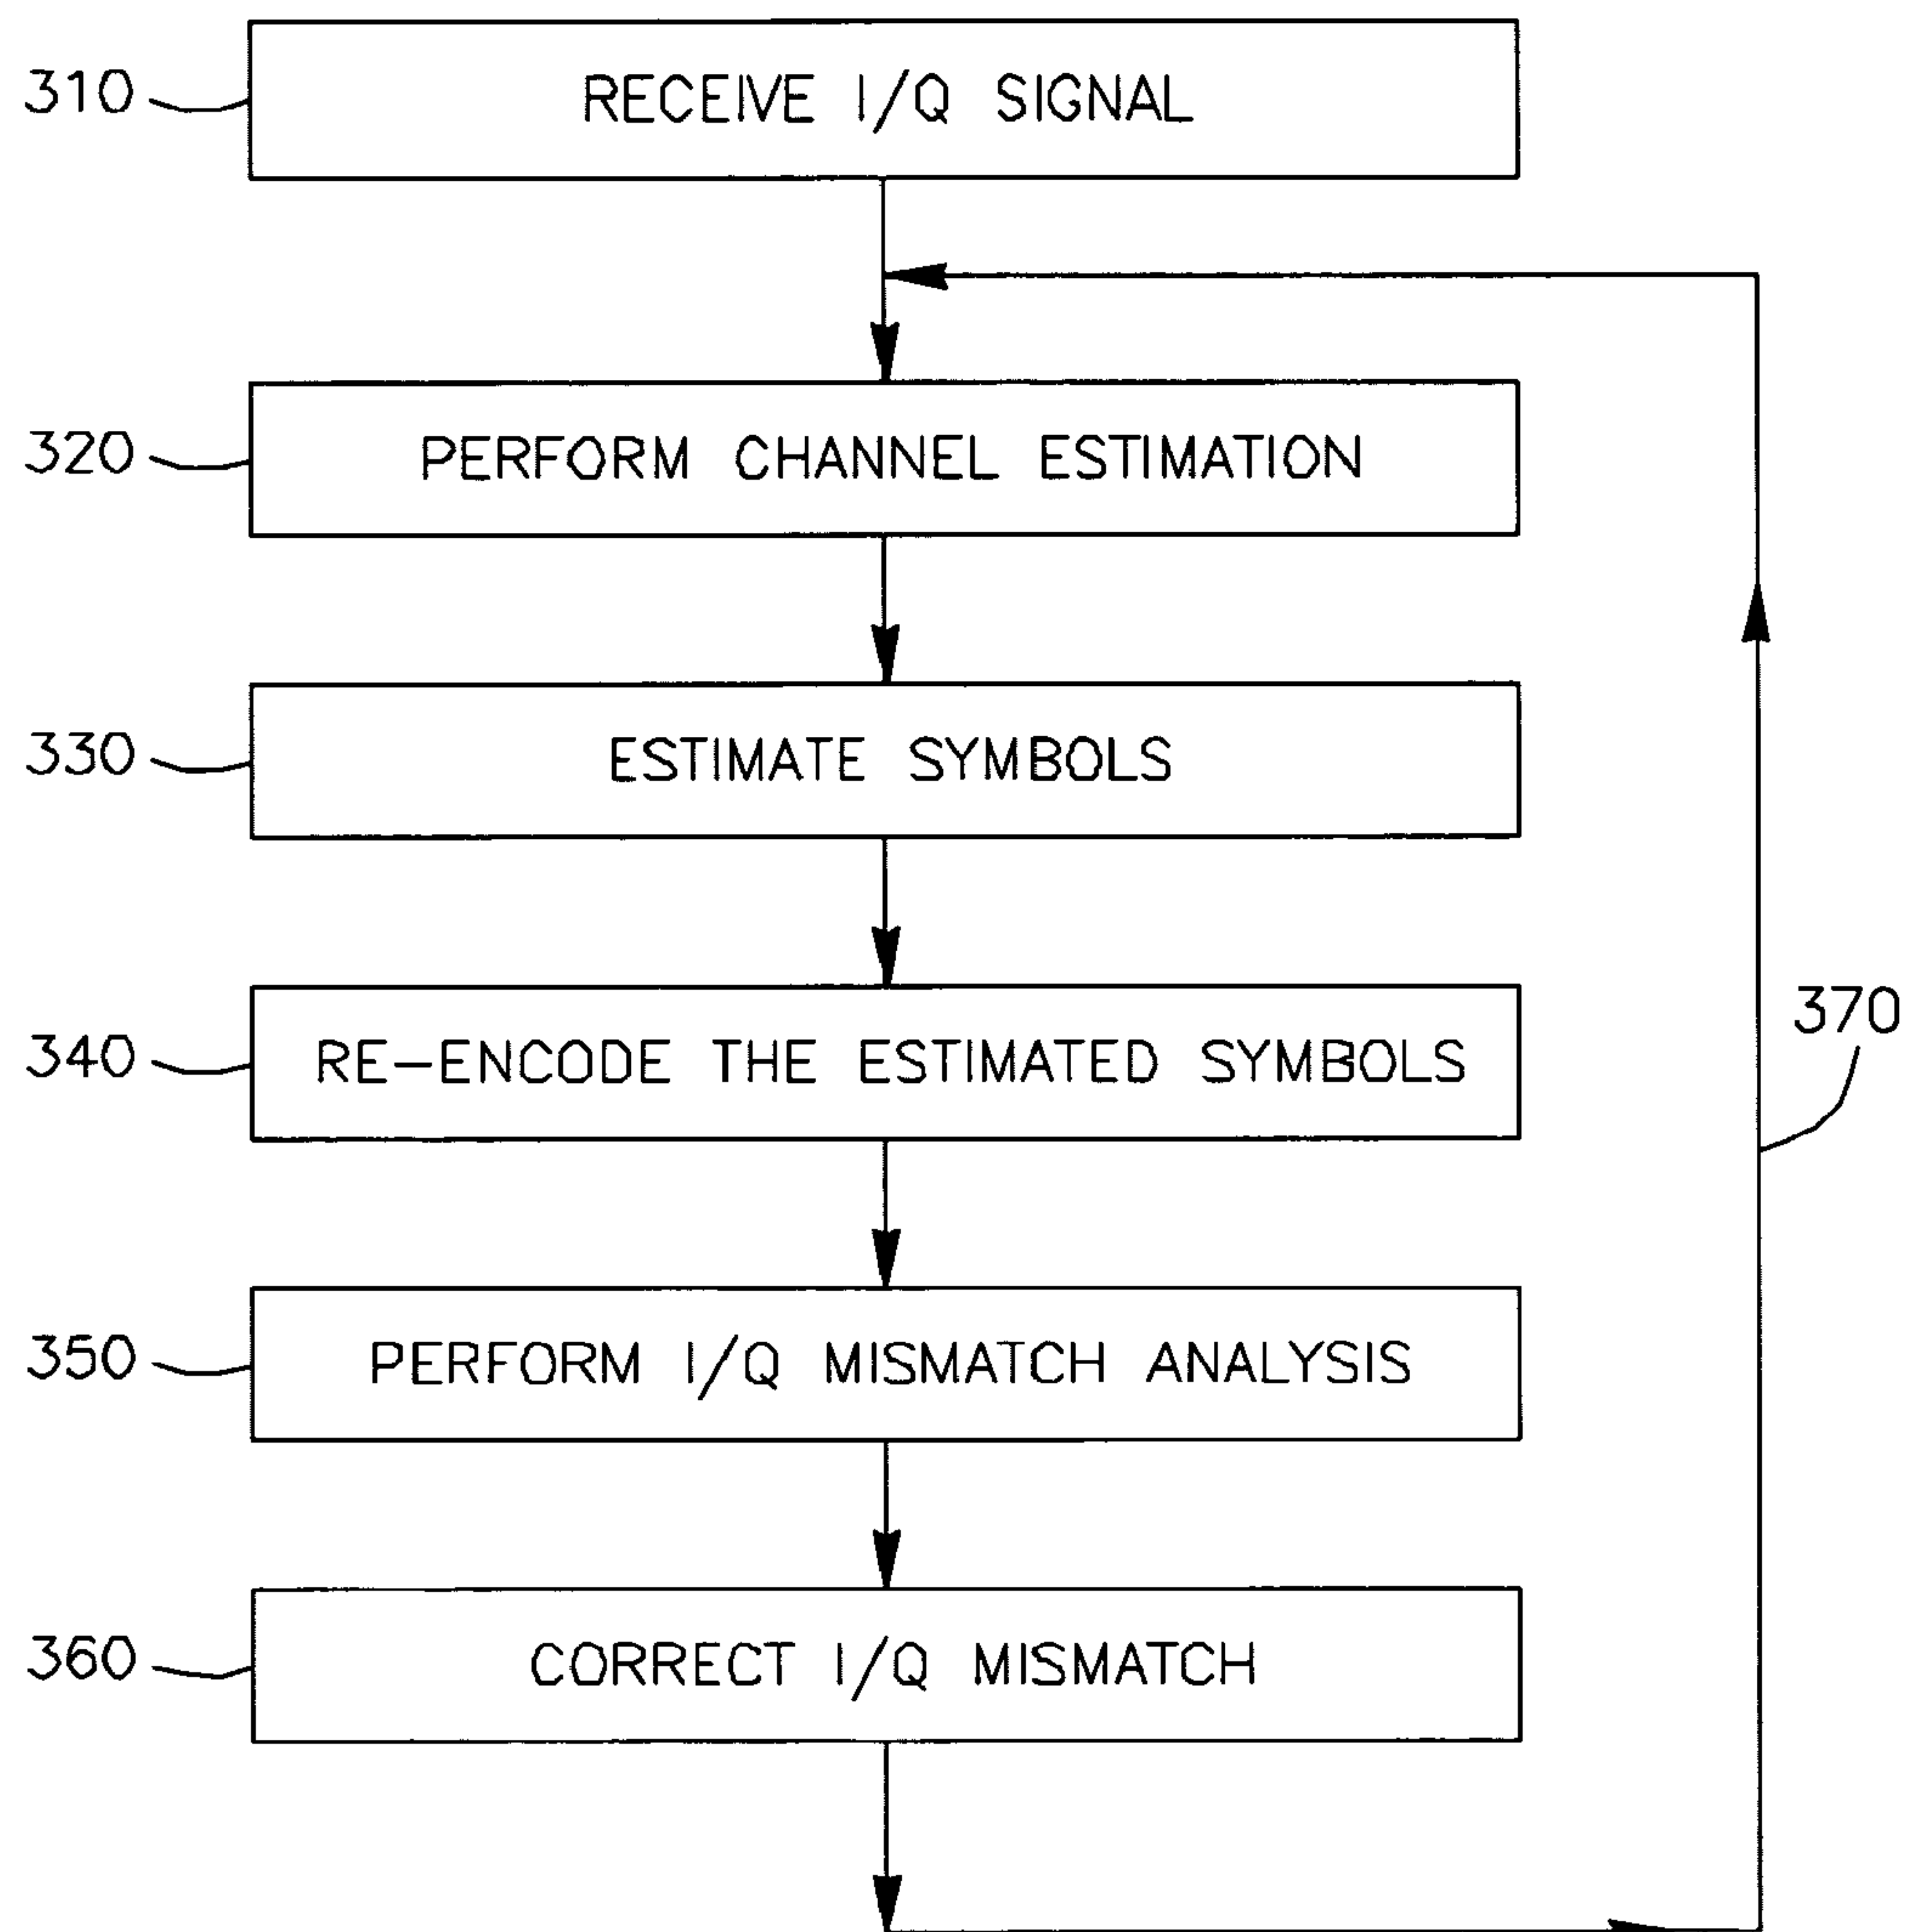 310 RECEIVE I/Q SIGNAL
320 PERFORM CHANNEL ESTIMATION
330 ESTIMATE SYMBOLS
340 RE-ENCODE THE ESTIMATED SYMBOLS
370
350 PERFORM I/Q MISMATCH ANALYSIS
360 CORRECT I/Q MISMATCH